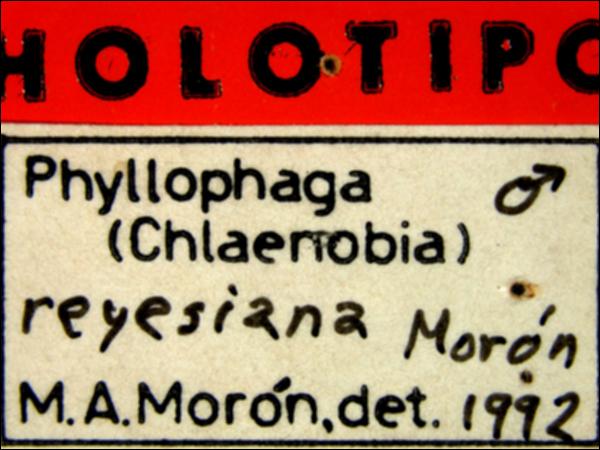 HOLOTIPO
Phyllophaga ♂
(Chlaenobia)
reyesiana Morón
M.A.Morón,det. 1992